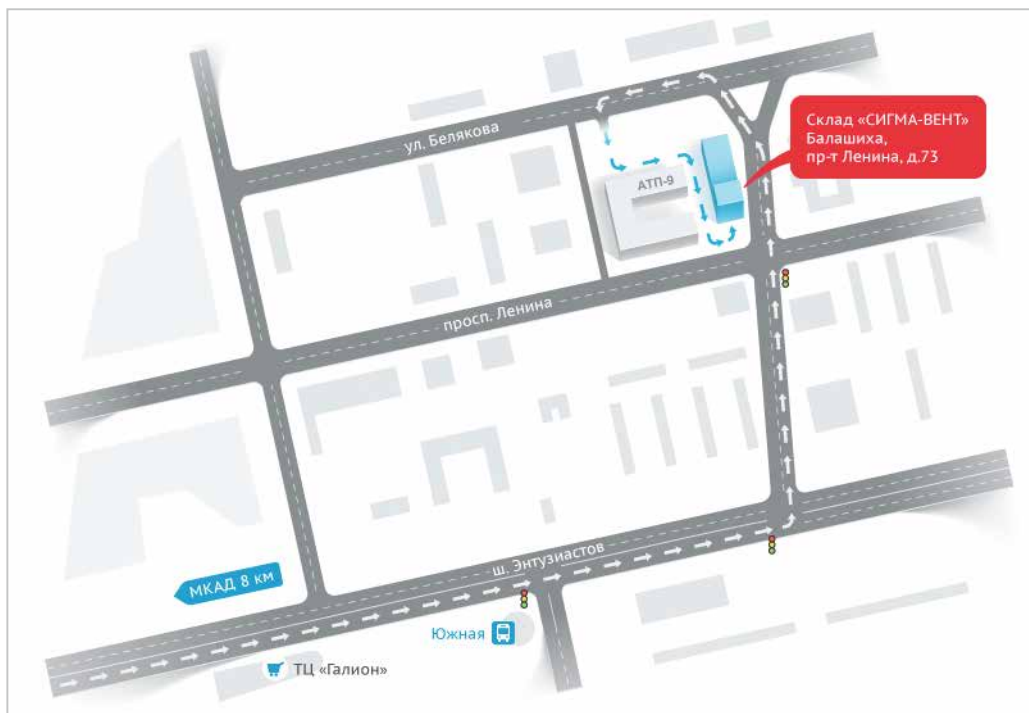 ул. Белякова
Склад «СИГМА-ВЕНТ»
Балашиха,
пр-т Ленина, д.73
АТП-9
просп. Ленина
ш. Энтузиастов
МКАД 8 км
Южная
ТЦ «Галион»